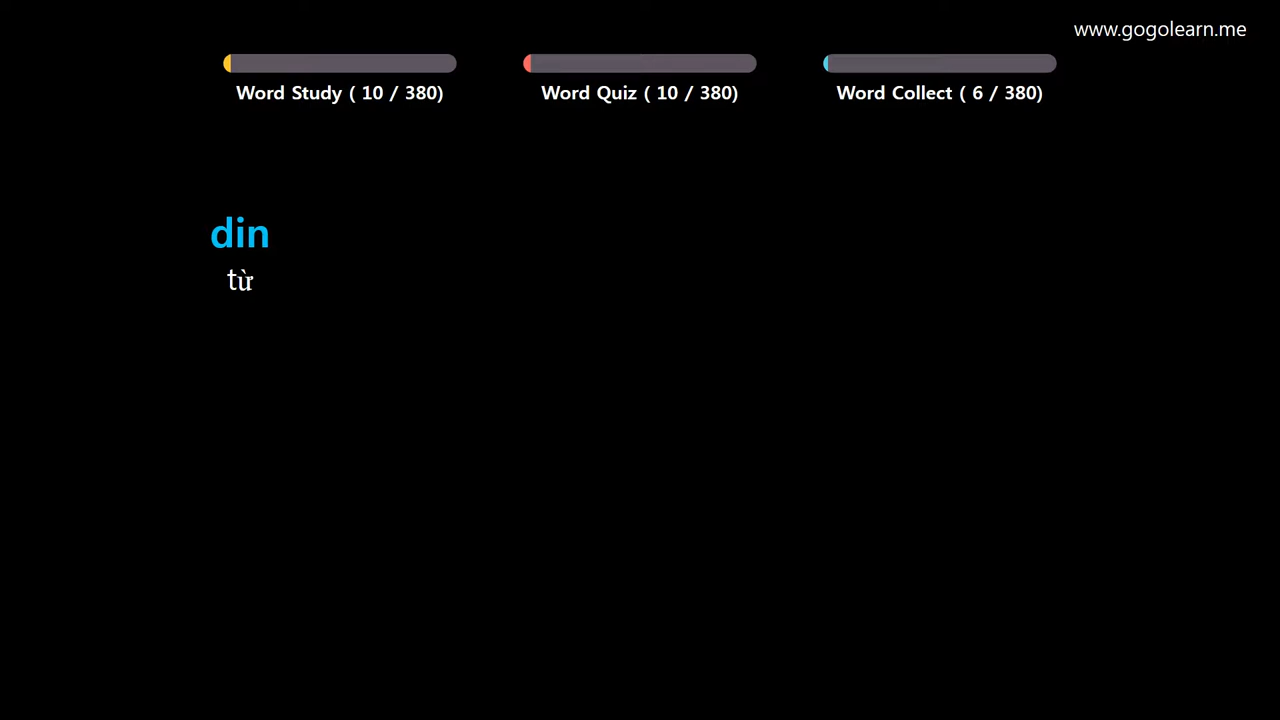 www.gogolearn.me
Word Study ( 10 / 380)
Word Quiz ( 10 / 380)
Word Collect ( 6 / 380)
din
từ